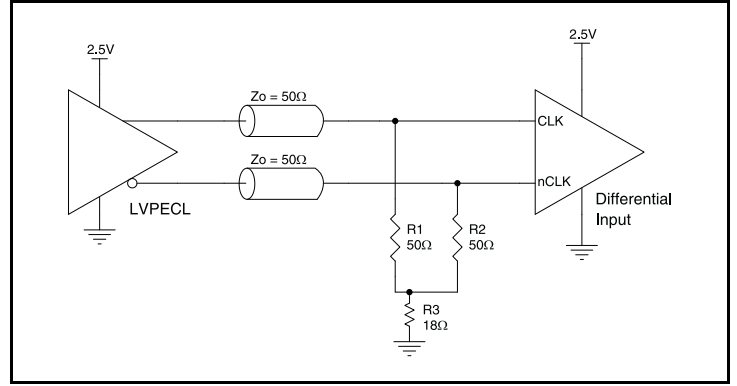 2.5V
2.5V
Zo = 50Ω
CLK
Zo = 50Ω
nCLK
LVPECL
Differential
Input
R1
50Ω
R2
50Ω
R3
18Ω